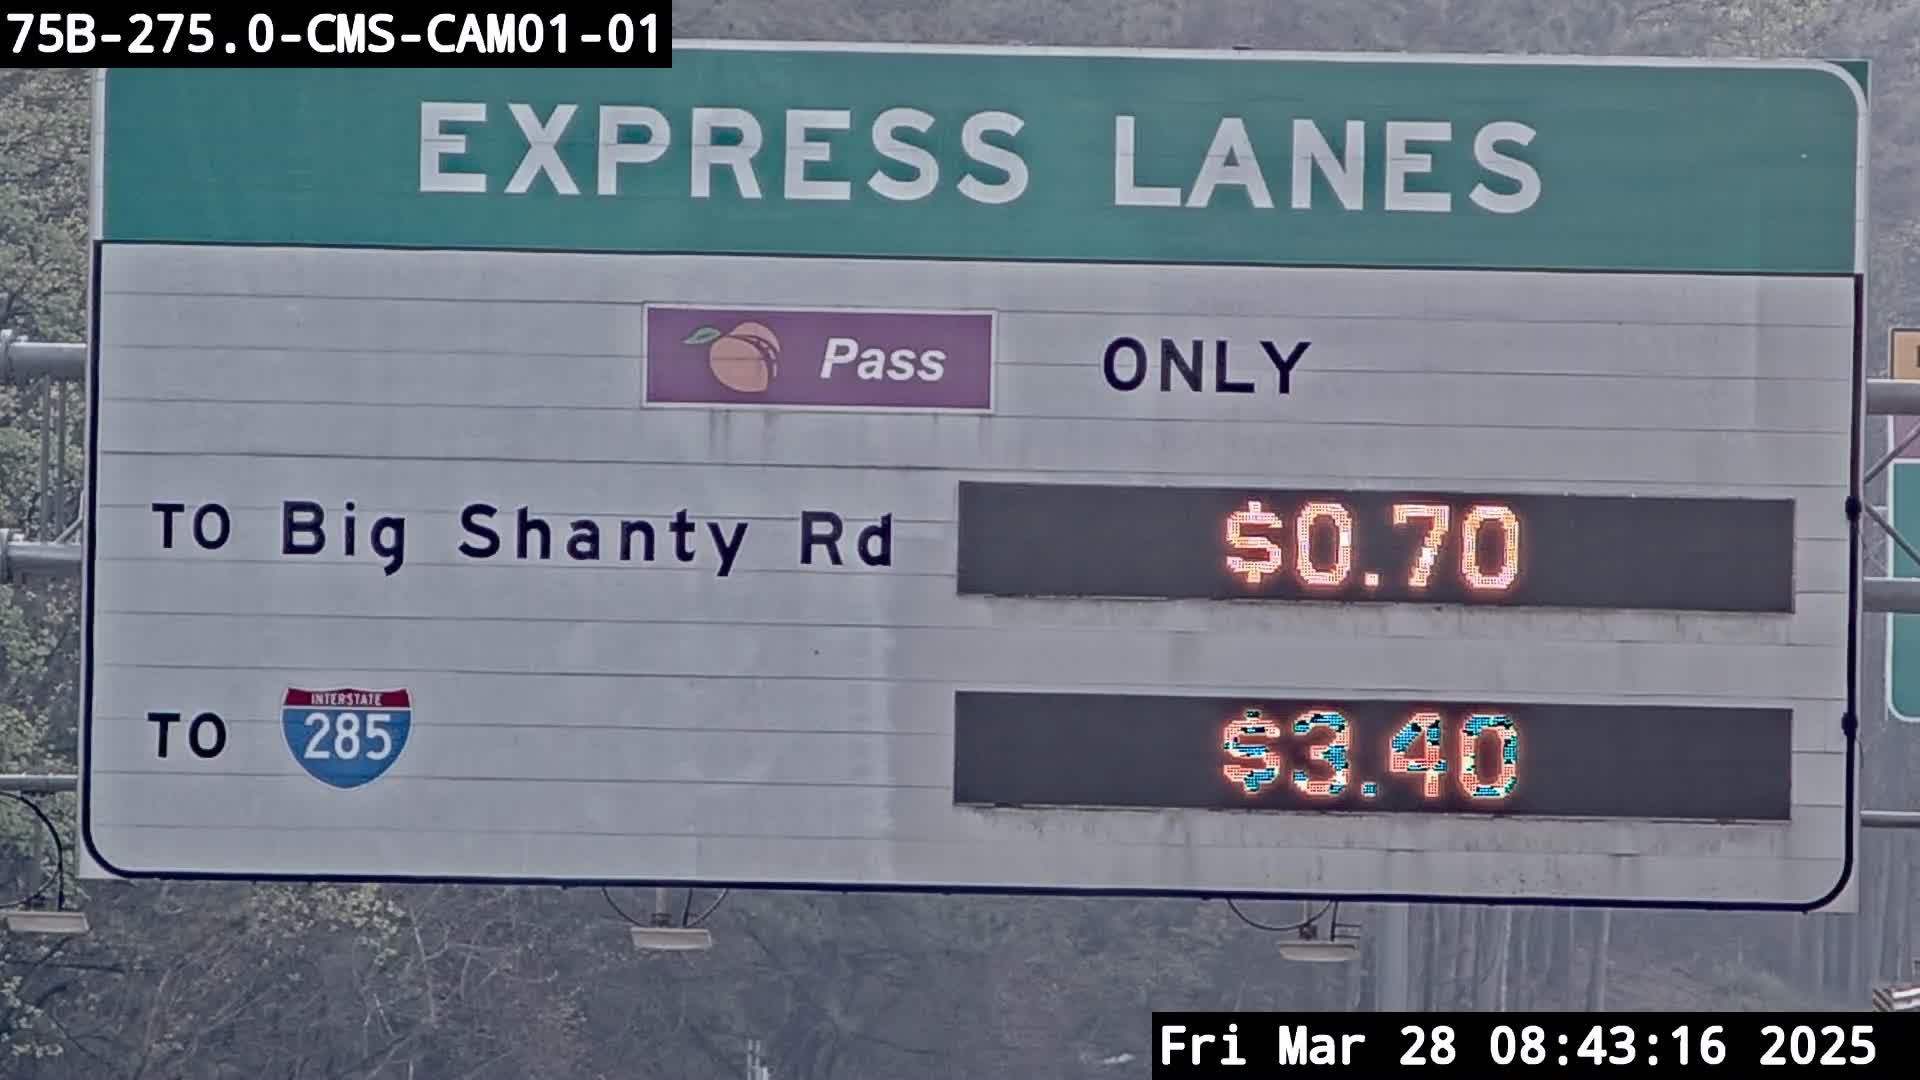 75B-275.0-CMS-CAM01-01
EXPRESS LANES
Pass ONLY
TO Big Shanty Rd $0.70
INTERSTATE
TO 285 $3.40
Fri Mar 28 08:43:16 2025